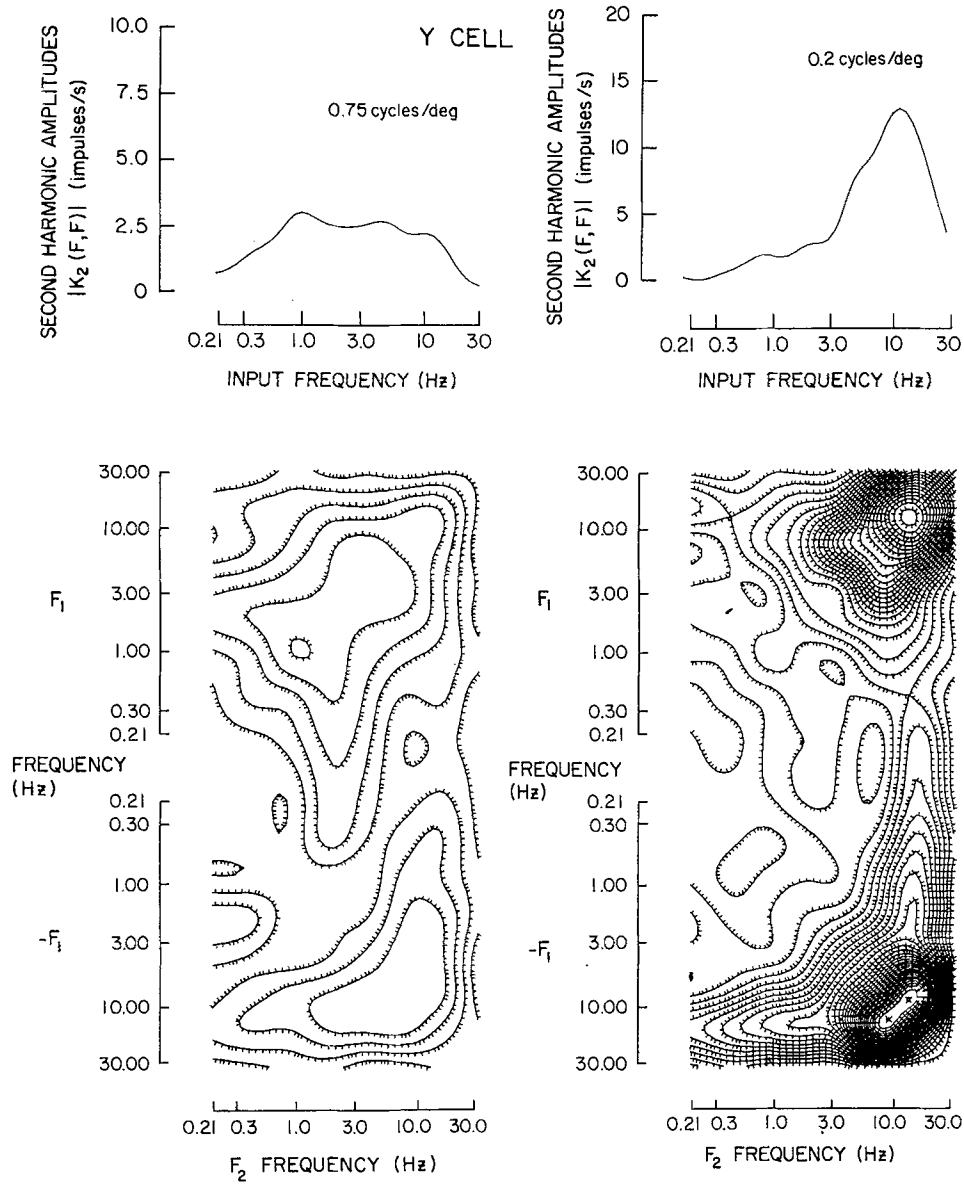 Y CELL
SECOND HARMONIC AMPLITUDES
|K₂ (F,F)| (impulses/s)
10.0
7.5
5.0
2.5
0
0.75 cycles/deg
0.21 0.3 1.0 3.0 10 30
INPUT FREQUENCY (Hz)
SECOND HARMONIC AMPLITUDES
|K₂ (F,F)| (impulses/s)
20
15
10
5
0
0.2 cycles/deg
0.21 0.3 1.0 3.0 10 30
INPUT FREQUENCY (Hz)
30.00
10.00
F₁ 3.00
1.00
0.30
0.21
FREQUENCY
(Hz)
0.21
0.30
1.00
-F₁ 3.00
10.00
30.00
0.21 0.3 1.0 3.0 10.0 30.0
F₂ FREQUENCY (Hz)
30.00
10.00
F₁ 3.00
1.00
0.30
0.21
FREQUENCY
(Hz)
0.21
0.30
1.00
-F₁ 3.00
10.00
30.00
0.21 0.3 1.0 3.0 10.0 30.0
F₂ FREQUENCY (Hz)